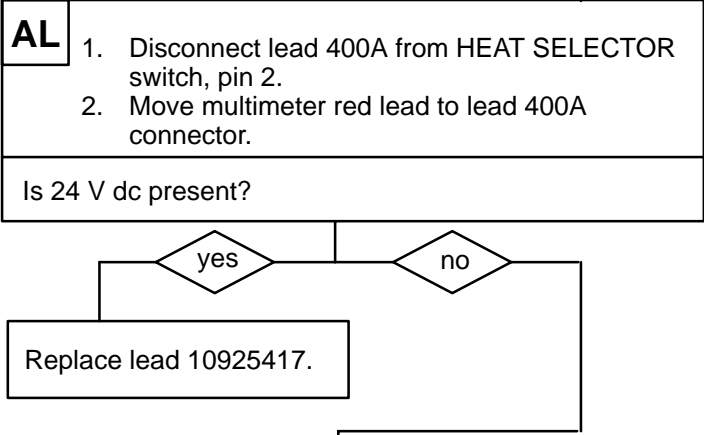 AL
1. Disconnect lead 400A from HEAT SELECTOR
switch, pin 2.
2. Move multimeter red lead to lead 400A
connector.
Is 24 V dc present?
yes
no
Replace lead 10925417.